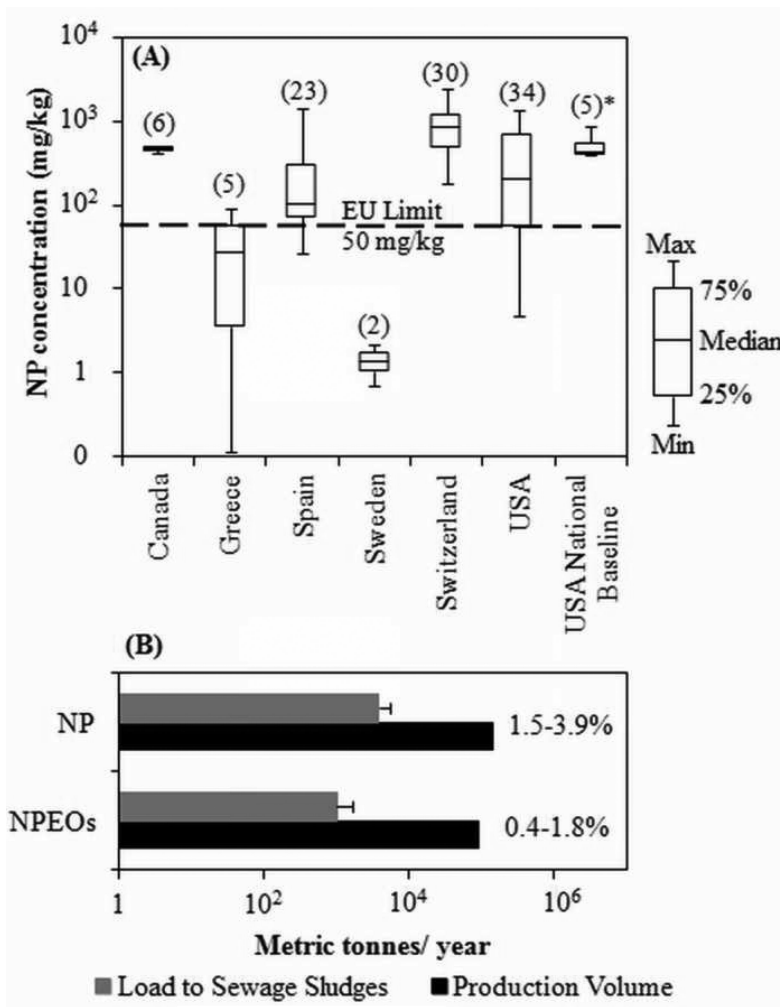 (A)
NP concentration (mg/kg)
10⁴
10³
10²
10
1
0
(6)
(5)
(23)
(2)
(30)
(34)
(5)*
EU Limit
50 mg/kg
Max
75%
Median
25%
Min
Canada
Greece
Spain
Sweden
Switzerland
USA
USA National
Baseline
(B)
NP
1.5-3.9%
NPEOs
0.4-1.8%
1
10²
10⁴
10⁶
Metric tonnes/ year
Load to Sewage Sludges
Production Volume